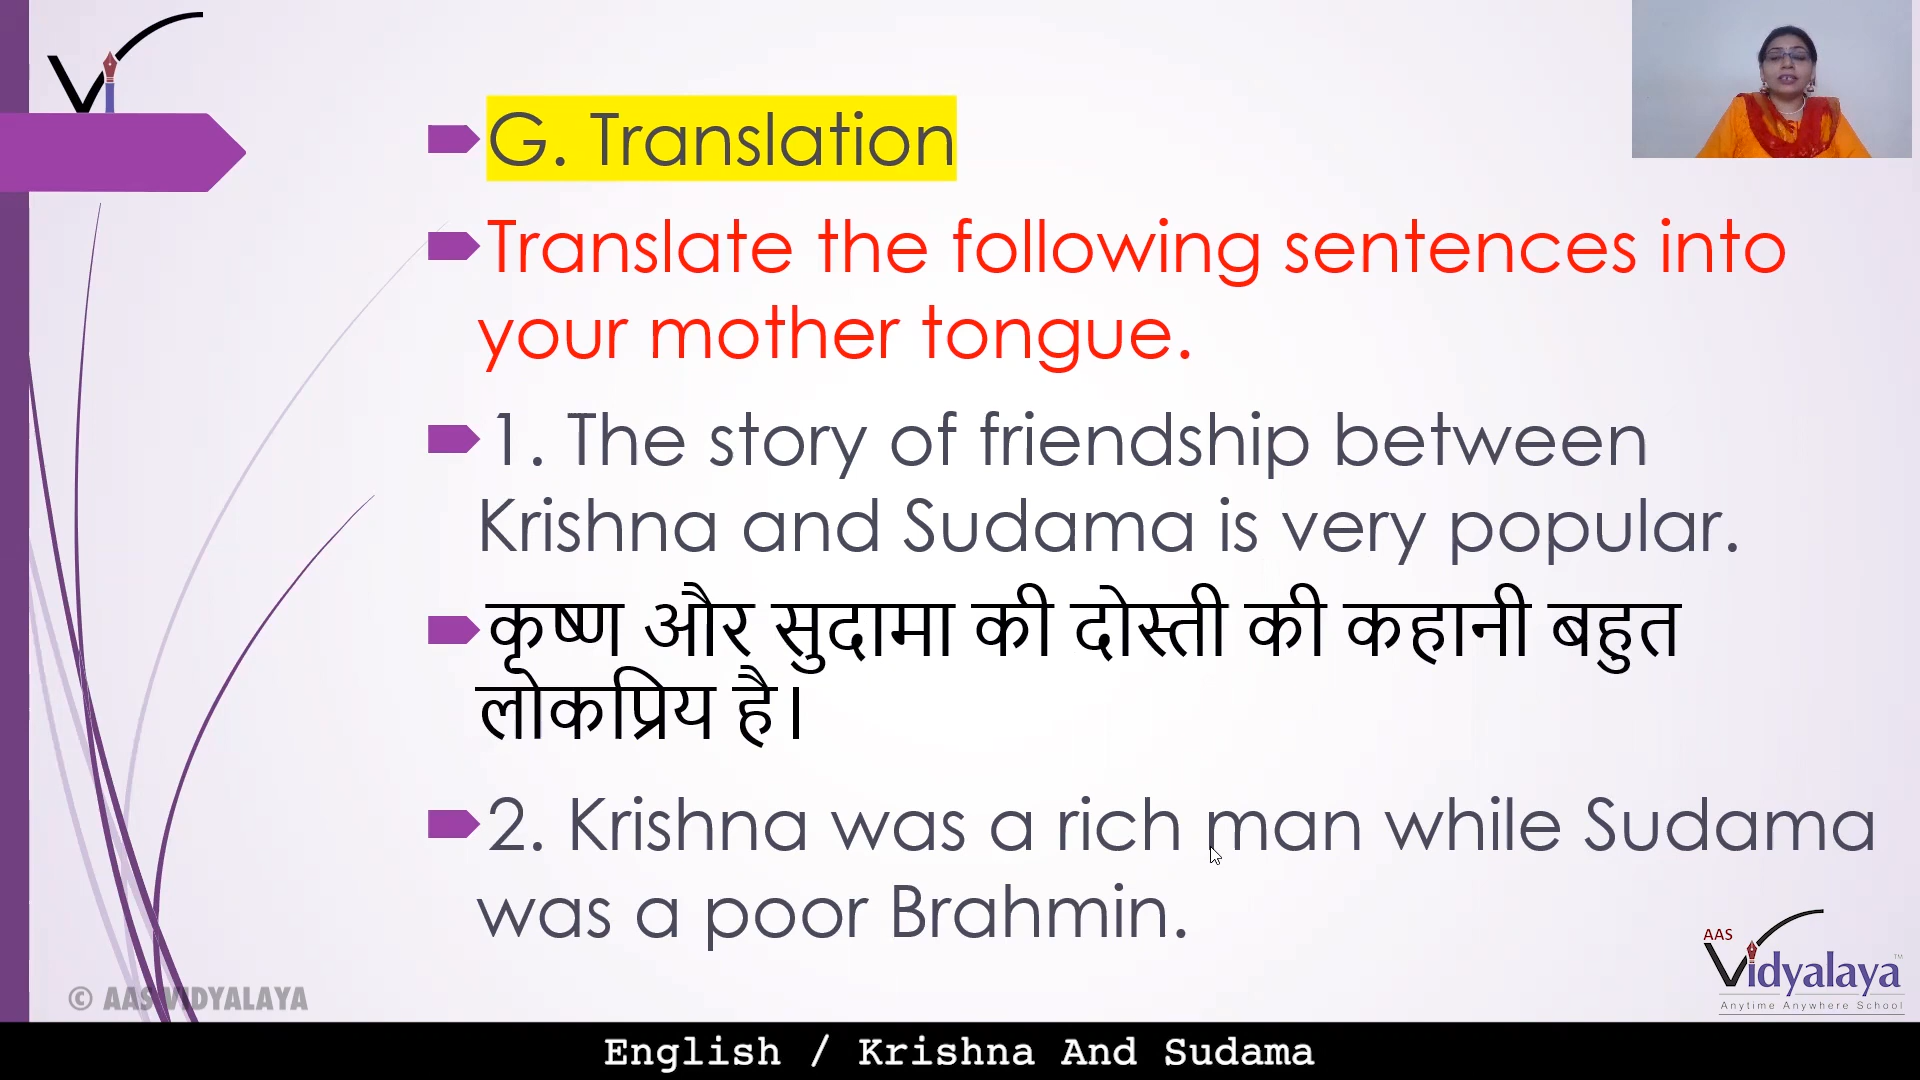 Vi
G. Translation
Translate the following sentences into
your mother tongue.
1. The story of friendship between
Krishna and Sudama is very popular.
कृष्ण और सुदामा की दोस्ती की कहानी बहुत
लोकप्रिय है।
2. Krishna was a rich man while Sudama
was a poor Brahmin.
AAS
Vidyalaya™
Anytime Anywhere School
© AAS VIDYALAYA
English / Krishna And Sudama